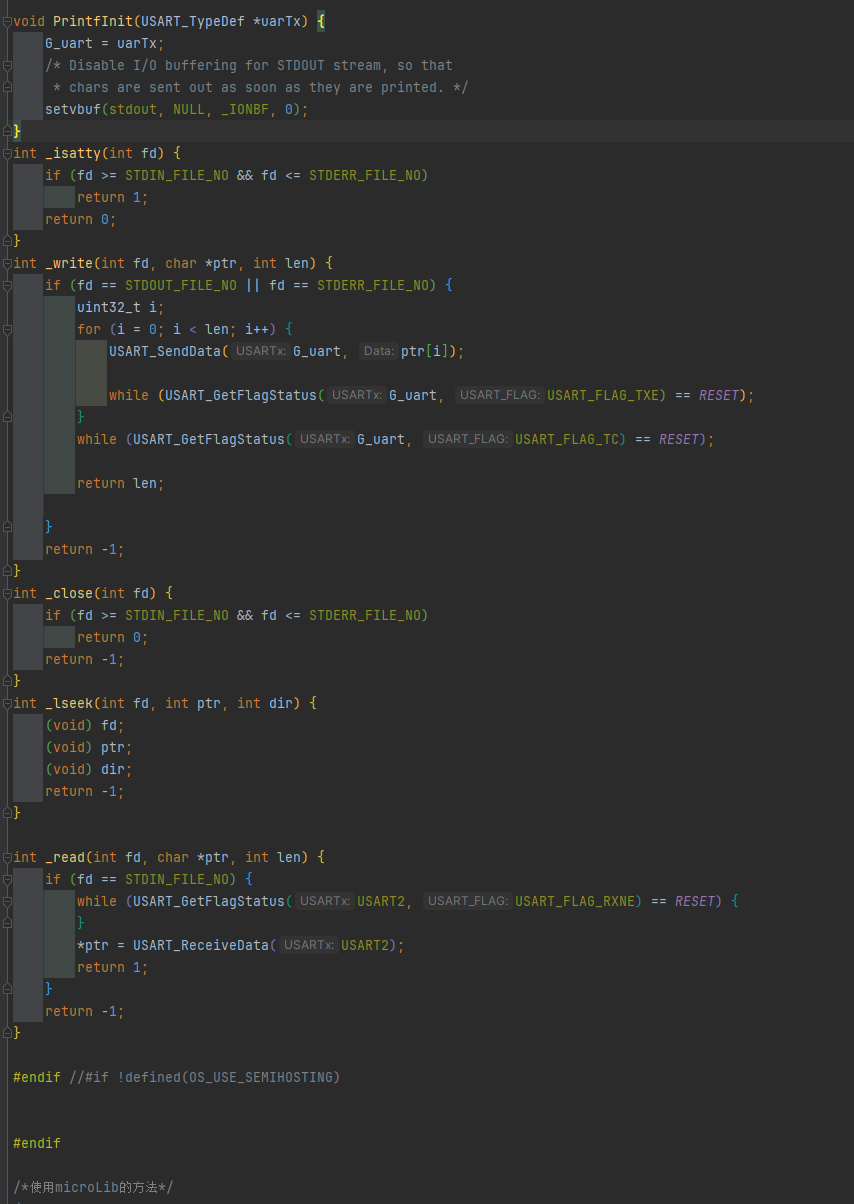 void PrintfInit(USART_TypeDef *uarTx) {
    G_uart = uarTx;
    /* Disable I/O buffering for STDOUT stream, so that
     * chars are sent out as soon as they are printed. */
    setvbuf(stdout, NULL, _IONBF, 0);
}
int _isatty(int fd) {
    if (fd >= STDIN_FILE_NO && fd <= STDERR_FILE_NO)
        return 1;
    return 0;
}
int _write(int fd, char *ptr, int len) {
    if (fd == STDOUT_FILE_NO || fd == STDERR_FILE_NO) {
        uint32_t i;
        for (i = 0; i < len; i++) {
            USART_SendData( USARTx: G_uart, Data: ptr[i]);

            while (USART_GetFlagStatus( USARTx: G_uart, USART_FLAG: USART_FLAG_TXE) == RESET);
        }
        while (USART_GetFlagStatus( USARTx: G_uart, USART_FLAG: USART_FLAG_TC) == RESET);

        return len;

    }
    return -1;
}
int _close(int fd) {
    if (fd >= STDIN_FILE_NO && fd <= STDERR_FILE_NO)
        return 0;
    return -1;
}
int _lseek(int fd, int ptr, int dir) {
    (void) fd;
    (void) ptr;
    (void) dir;
    return -1;
}

int _read(int fd, char *ptr, int len) {
    if (fd == STDIN_FILE_NO) {
        while (USART_GetFlagStatus( USARTx: USART2, USART_FLAG: USART_FLAG_RXNE) == RESET) {
        }
        *ptr = USART_ReceiveData( USARTx: USART2);
        return 1;
    }
    return -1;
}

#endif //#if !defined(OS_USE_SEMIHOSTING)


#endif

/*使用microLib的方法*/